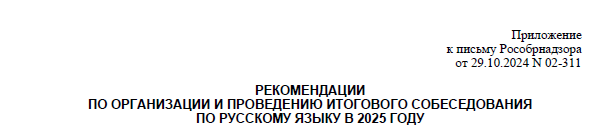 Приложение
к письму Рособрнадзора
от 29.10.2024 N 02-311
РЕКОМЕНДАЦИИ
ПО ОРГАНИЗАЦИИ И ПРОВЕДЕНИЮ ИТОГОВОГО СОБЕСЕДОВАНИЯ
ПО РУССКОМУ ЯЗЫКУ В 2025 ГОДУ